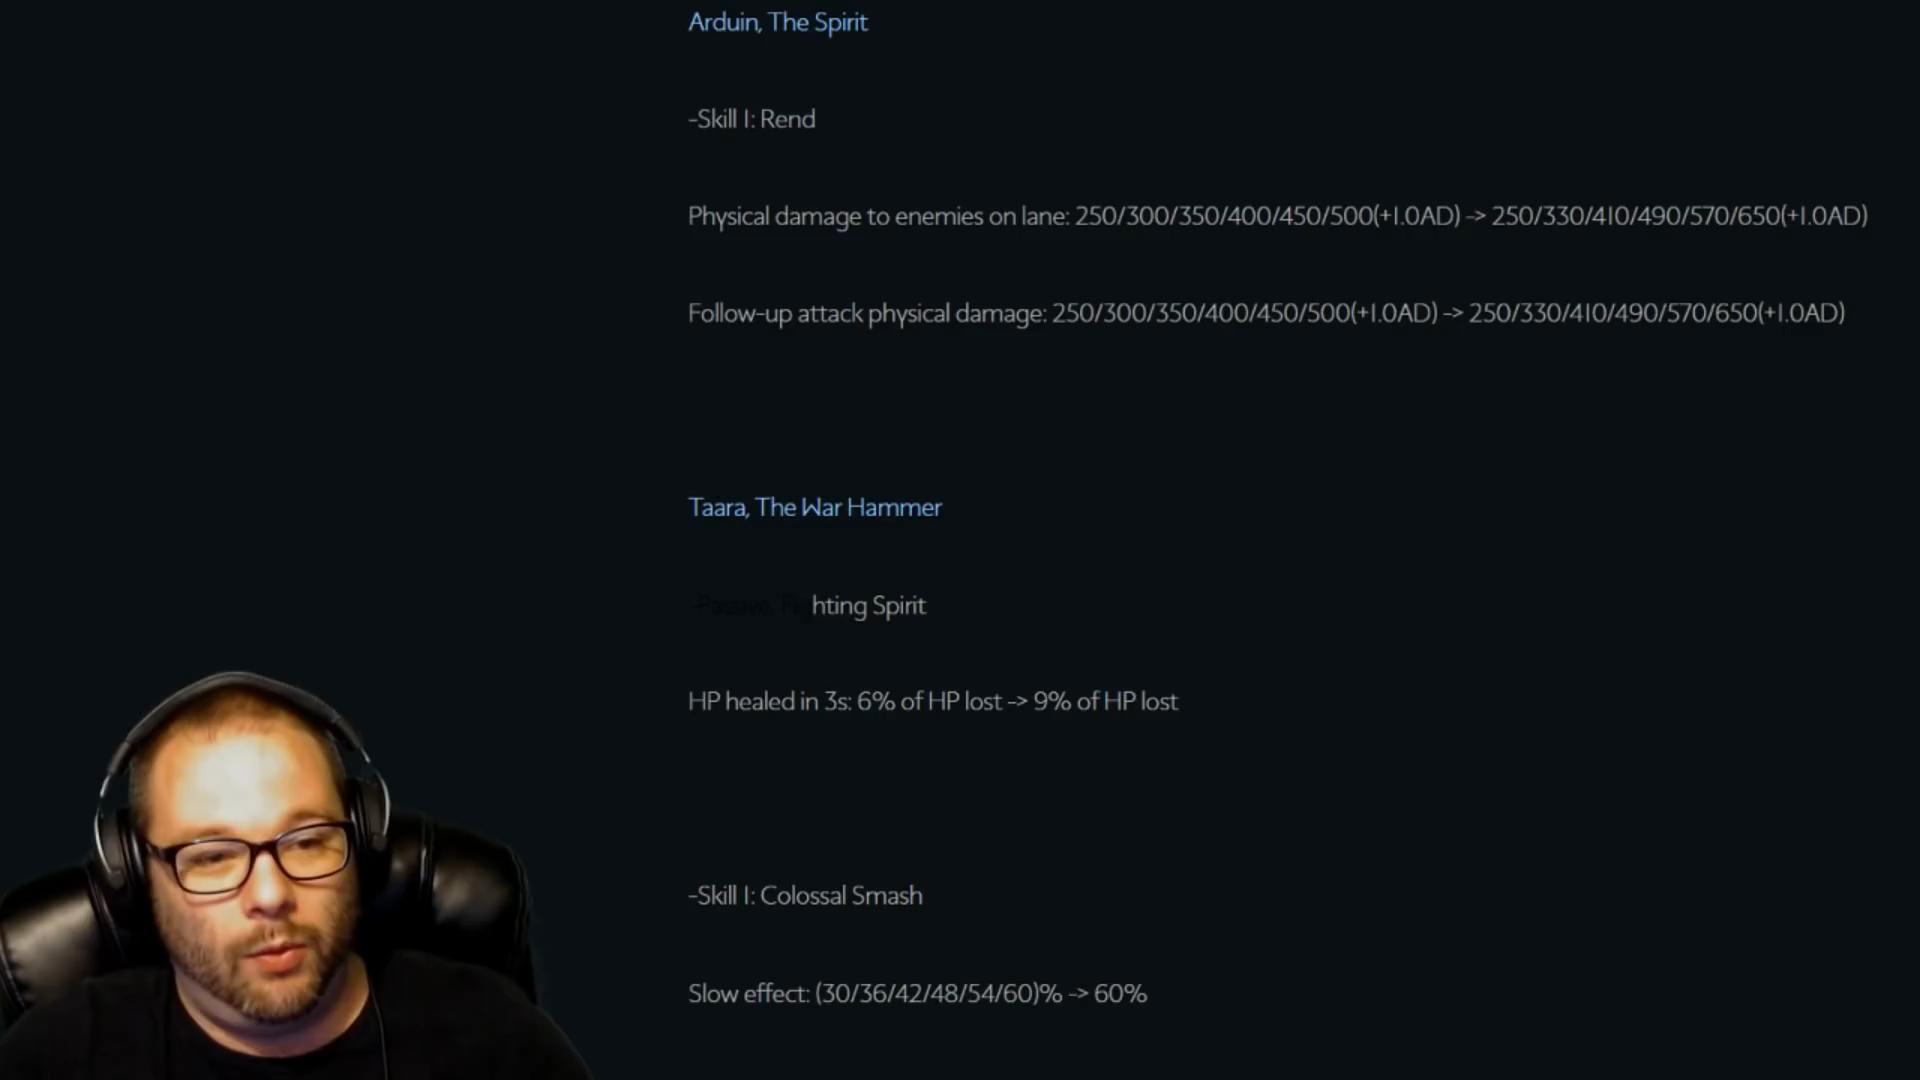 Arduin, The Spirit
-Skill I: Rend
Physical damage to enemies on lane: 250/300/350/400/450/500(+1.0AD) -> 250/330/410/490/570/650(+1.0AD)
Follow-up attack physical damage: 250/300/350/400/450/500(+1.0AD) -> 250/330/410/490/570/650(+1.0AD)
Taara, The War Hammer
-Passive: Fighting Spirit
HP healed in 3s: 6% of HP lost -> 9% of HP lost
-Skill I: Colossal Smash
Slow effect: (30/36/42/48/54/60)% -> 60%